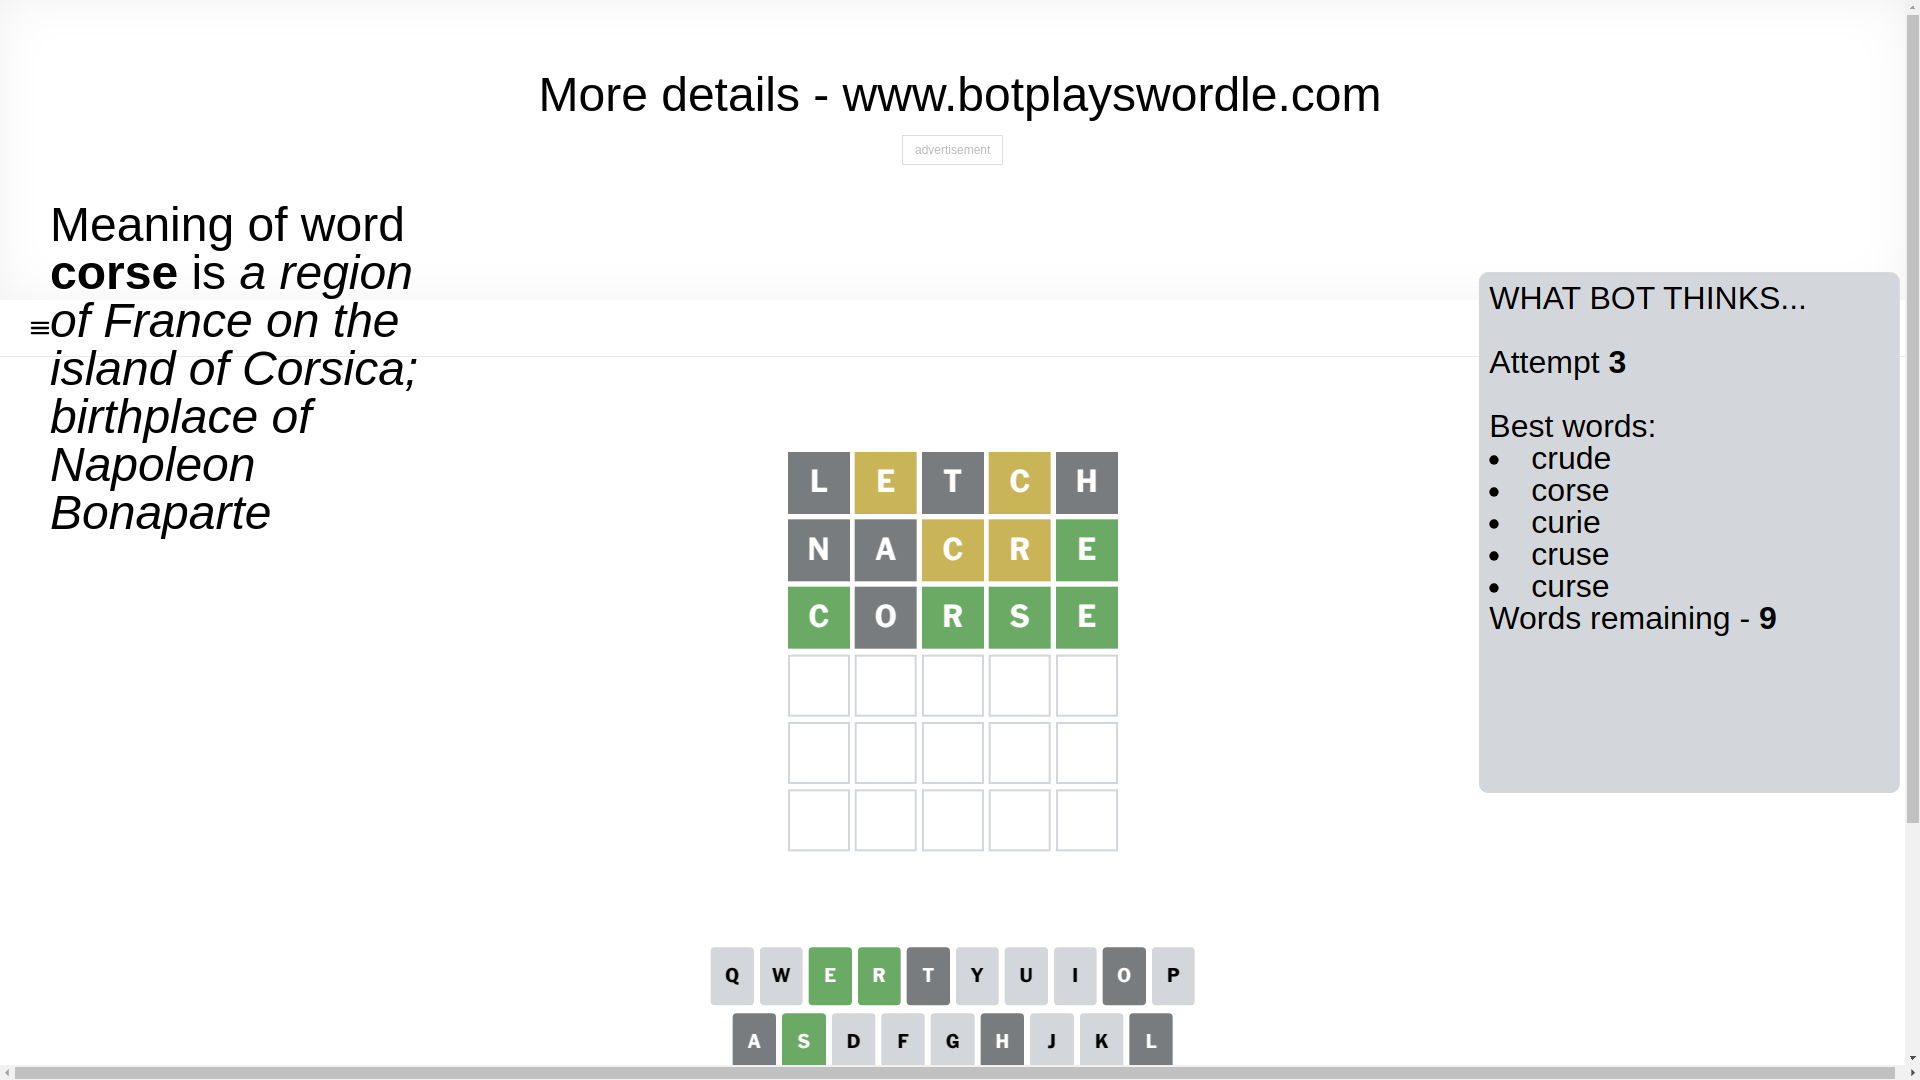 More details - www.botplayswordle.com
advertisement
Meaning of word
corse is a region
of France on the
island of Corsica;
birthplace of
Napoleon
Bonaparte
WHAT BOT THINKS...
Attempt 3
Best words:
• crude
• corse
• curie
• cruse
• curse
Words remaining - 9
L E T C H
N A C R E
C O R S E
Q W E R T Y U I O P
A S D F G H J K L